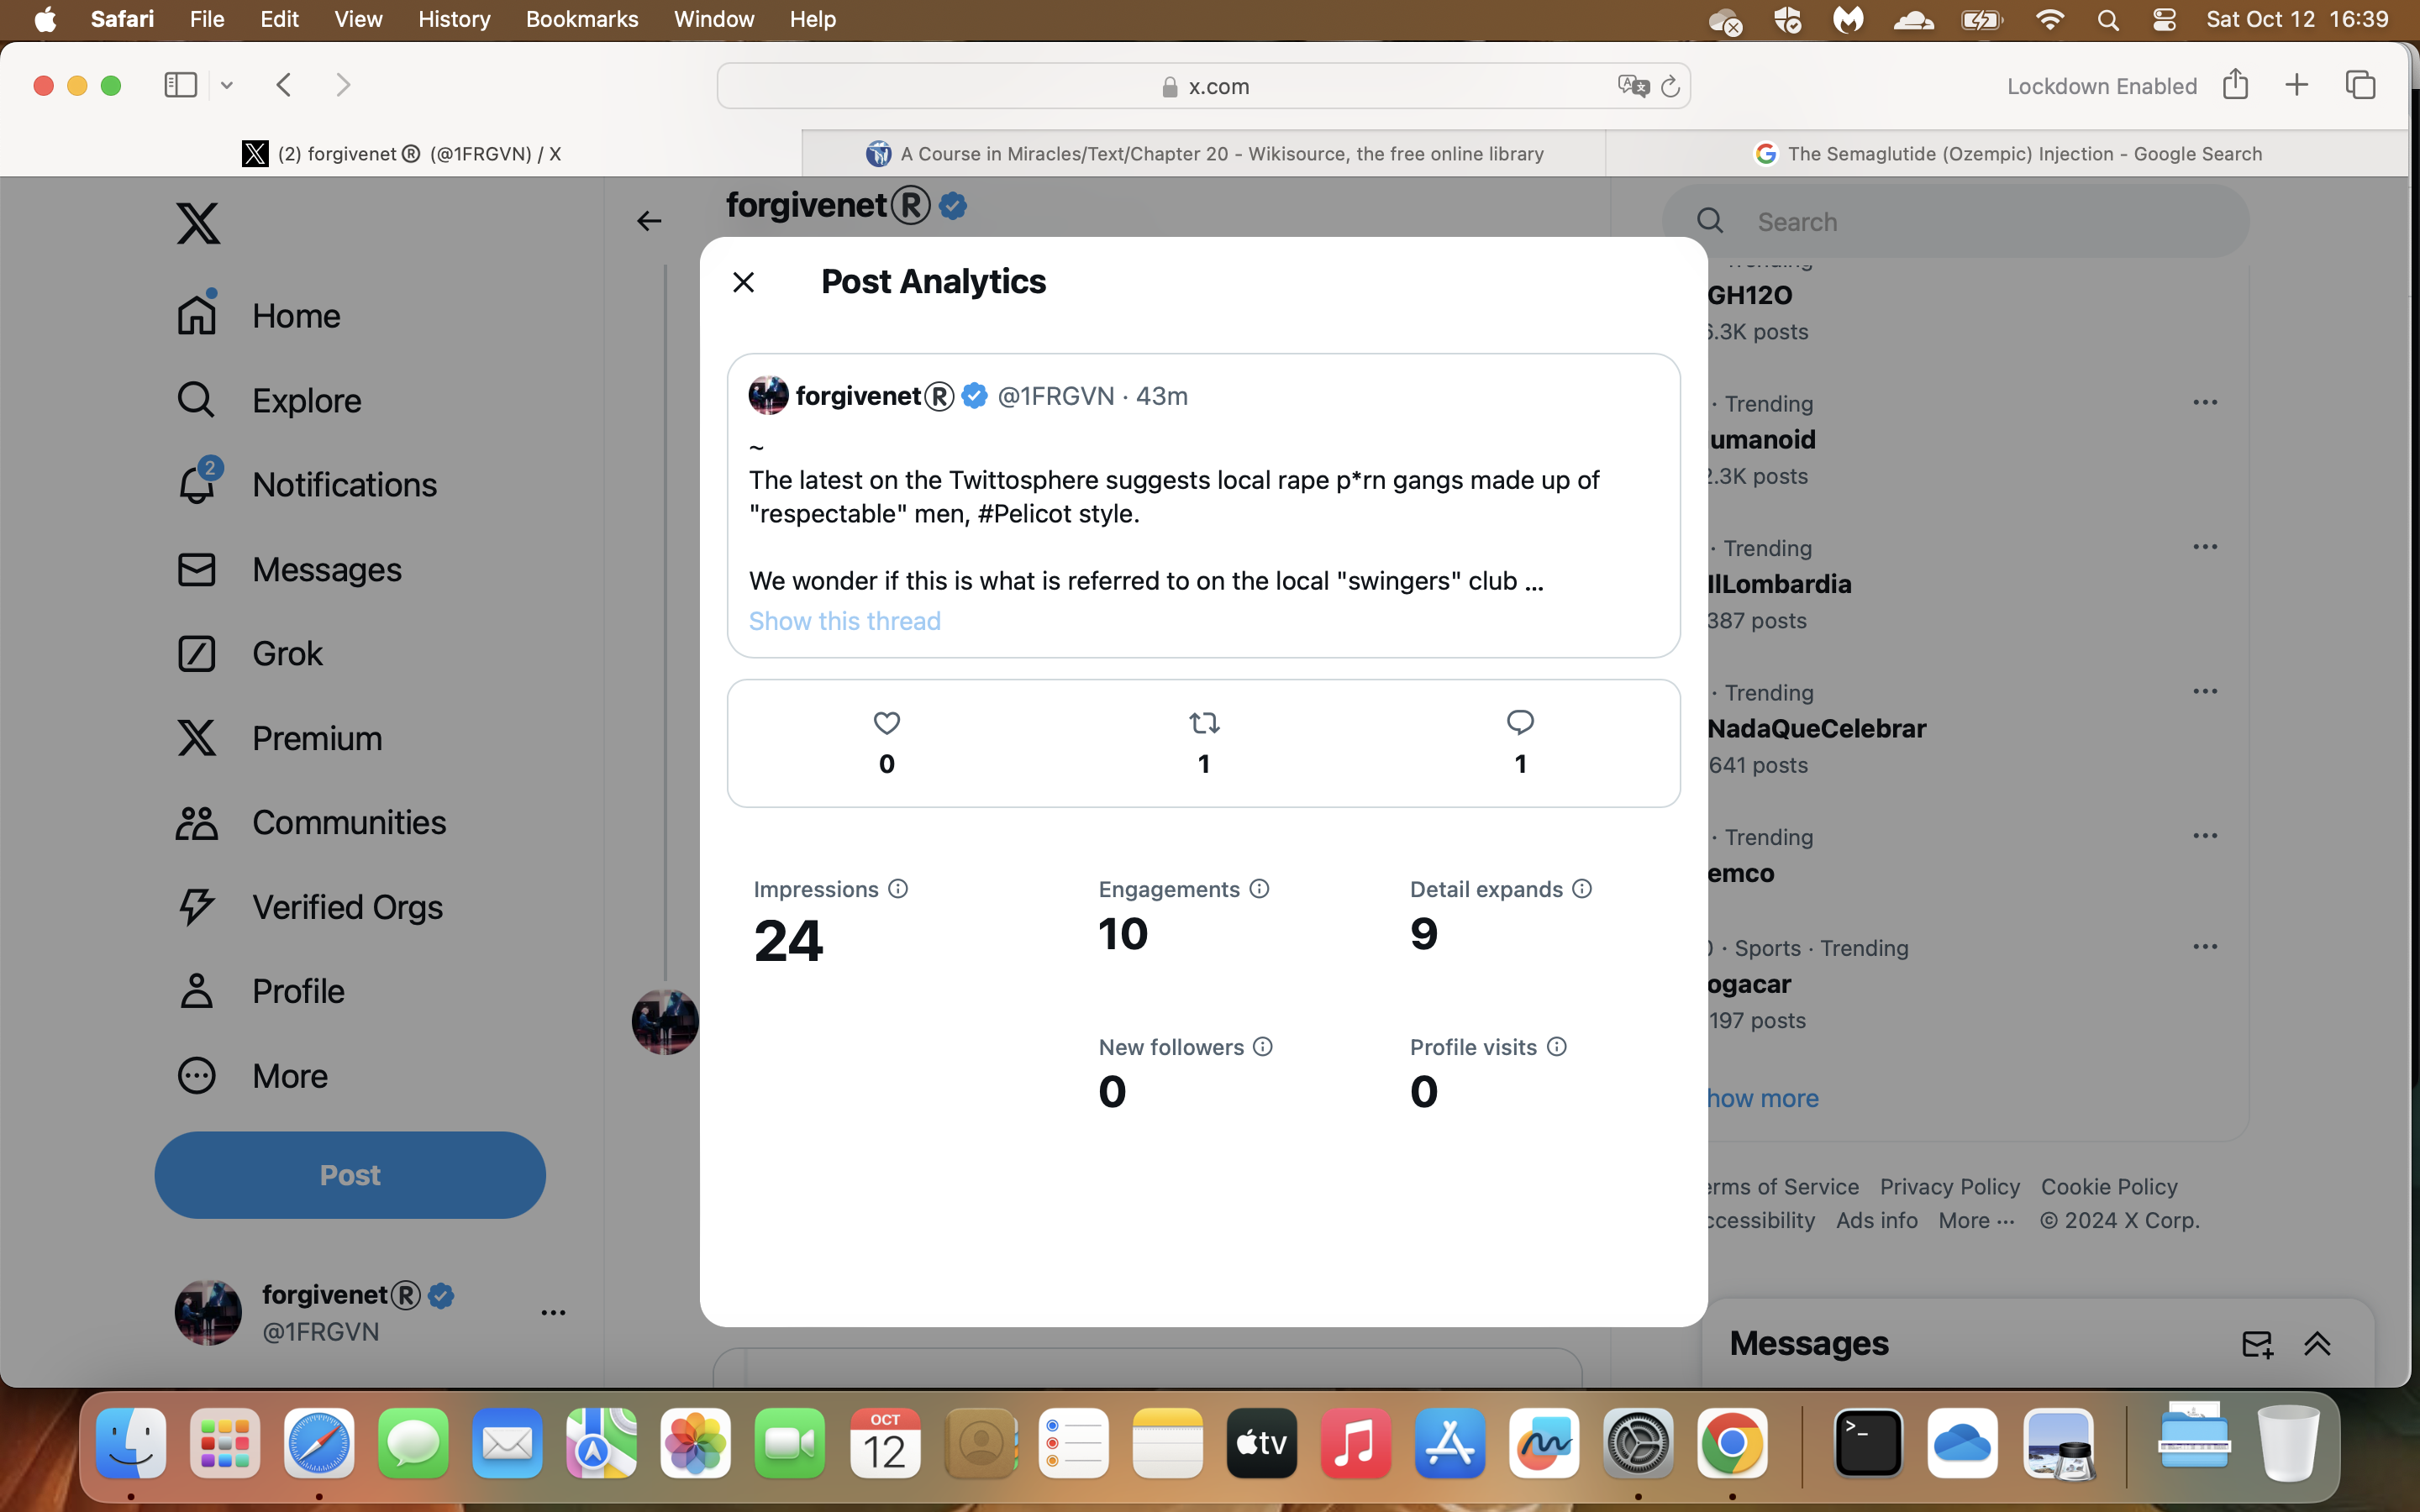 Safari File Edit View History Bookmarks Window Help Sat Oct 12 16:39
x.com
Lockdown Enabled
(2) forgivenet® (@1FRGVN) / X
A Course in Miracles/Text/Chapter 20 - Wikisource, the free online library
The Semaglutide (Ozempic) Injection - Google Search
Home
Explore
2
Notifications
Messages
Grok
Premium
Communities
Verified Orgs
Profile
More
Post
forgivenet®
@1FRGVN
forgivenet®
Post Analytics
forgivenet® @1FRGVN · 43m
~
The latest on the Twittosphere suggests local rape p*rn gangs made up of
"respectable" men, #Pelicot style.
We wonder if this is what is referred to on the local "swingers" club ...
Show this thread
0 1 1
Impressions
24
Engagements
10
Detail expands
9
New followers
0
Profile visits
0
Search
GH12O
6.3K posts
· Trending
umanoid
2.3K posts
· Trending
IlLombardia
387 posts
· Trending
NadaQueCelebrar
641 posts
· Trending
emco
· Sports · Trending
ogacar
197 posts
how more
erms of Service Privacy Policy Cookie Policy
ccessibility Ads info More ... © 2024 X Corp.
Messages
OCT
12
tv